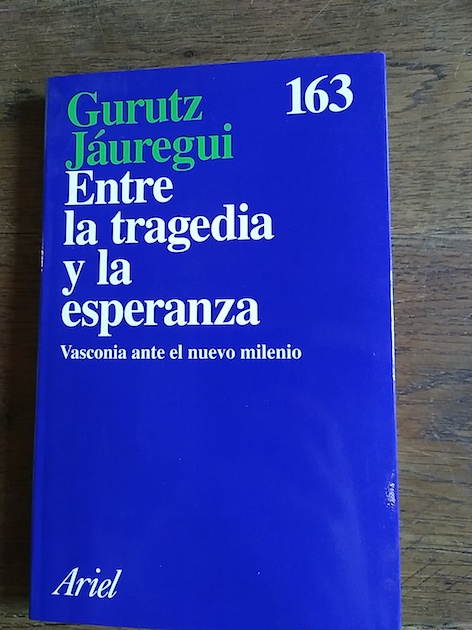 Gurutz
Jáuregui
163
Entre
la tragedia
y la
esperanza
Vasconia ante el nuevo milenio
Ariel